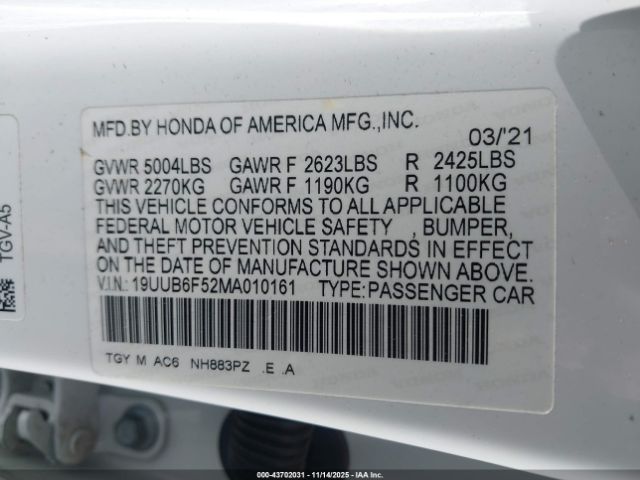 MFD.BY HONDA OF AMERICA MFG.,INC. 03/'21
GVWR 5004LBS GAWR F 2623LBS R 2425LBS
GVWR 2270KG GAWR F 1190KG R 1100KG
THIS VEHICLE CONFORMS TO ALL APPLICABLE
FEDERAL MOTOR VEHICLE SAFETY , BUMPER,
AND THEFT PREVENTION STANDARDS IN EFFECT
ON THE DATE OF MANUFACTURE SHOWN ABOVE.
V.I.N.: 19UUB6F52MA010161 TYPE:PASSENGER CAR
TGY M AC6 NH883PZ .E .A
TGV-A5
000-43702031 - 11/14/2025 - IAA Inc.